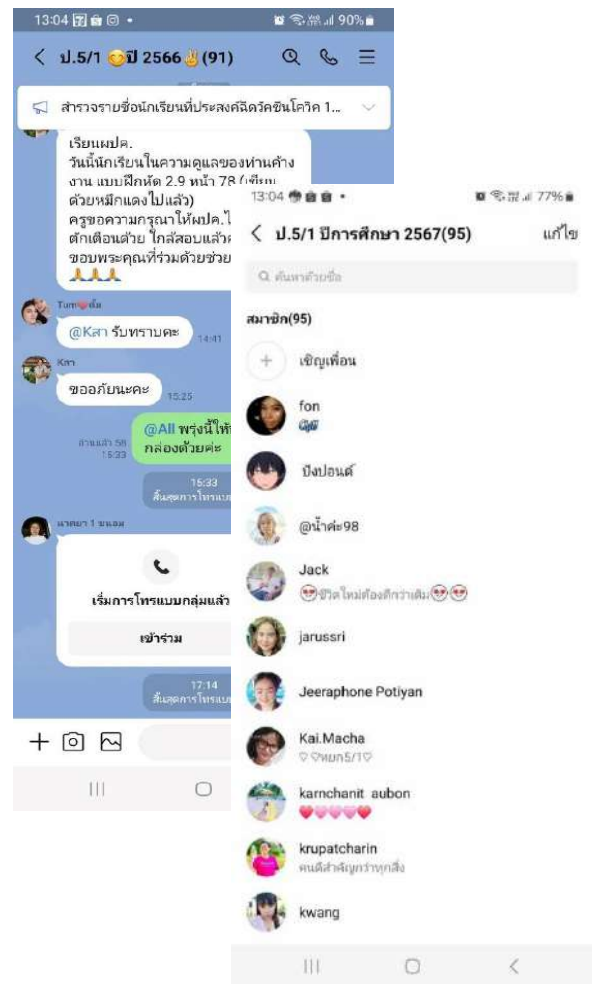 13:04
90%
ป.5/1 😊ปี 2566✌(91)
สำรวจรายชื่อนักเรียนที่ประสงค์ฉีดวัคซีนโควิด 1...
เรียนผปค.
วันนี้นักเรียนในความดูแลของท่านค้าง
งาน แบบฝึกหัด 2.9 หน้า 78 (เขียน
ด้วยหมึกแดงไปแล้ว)
ครูขอความกรุณาให้ผปค.
ตักเตือนด้วย ใกล้สอบแล้ว
ขอบพระคุณที่ร่วมด้วยช่วย
🙏🙏🙏
@Kสา รับทราบคะ
14:41
Kสา
ขออภัยนะคะ
15:25
@All พรุ่งนี้ให้
กล่องด้วยค่ะ
อ่านแล้ว 58
16:33
16:33
สิ้นสุดการโทรแบบ
เริ่มการโทรแบบกลุ่มแล้ว
เข้าร่วม
17:14
สิ้นสุดการโทรแบบ
13:04
77%
ป.5/1 ปีการศึกษา 2567(95)
แก้ไข
ค้นหาด้วยชื่อ
สมาชิก(95)
เชิญเพื่อน
fon
ปังปอนด์
@น้ำค่ะ98
Jack
😍ชีวิตใหม่ต้องดีกว่าเดิม😍😍
jarussri
Jeeraphone Potiyan
Kai.Macha
♡ ♡หมก5/1♡
karnchanit aubon
krupatcharin
คนดีสำคัญกว่าทุกสิ่ง
kwang